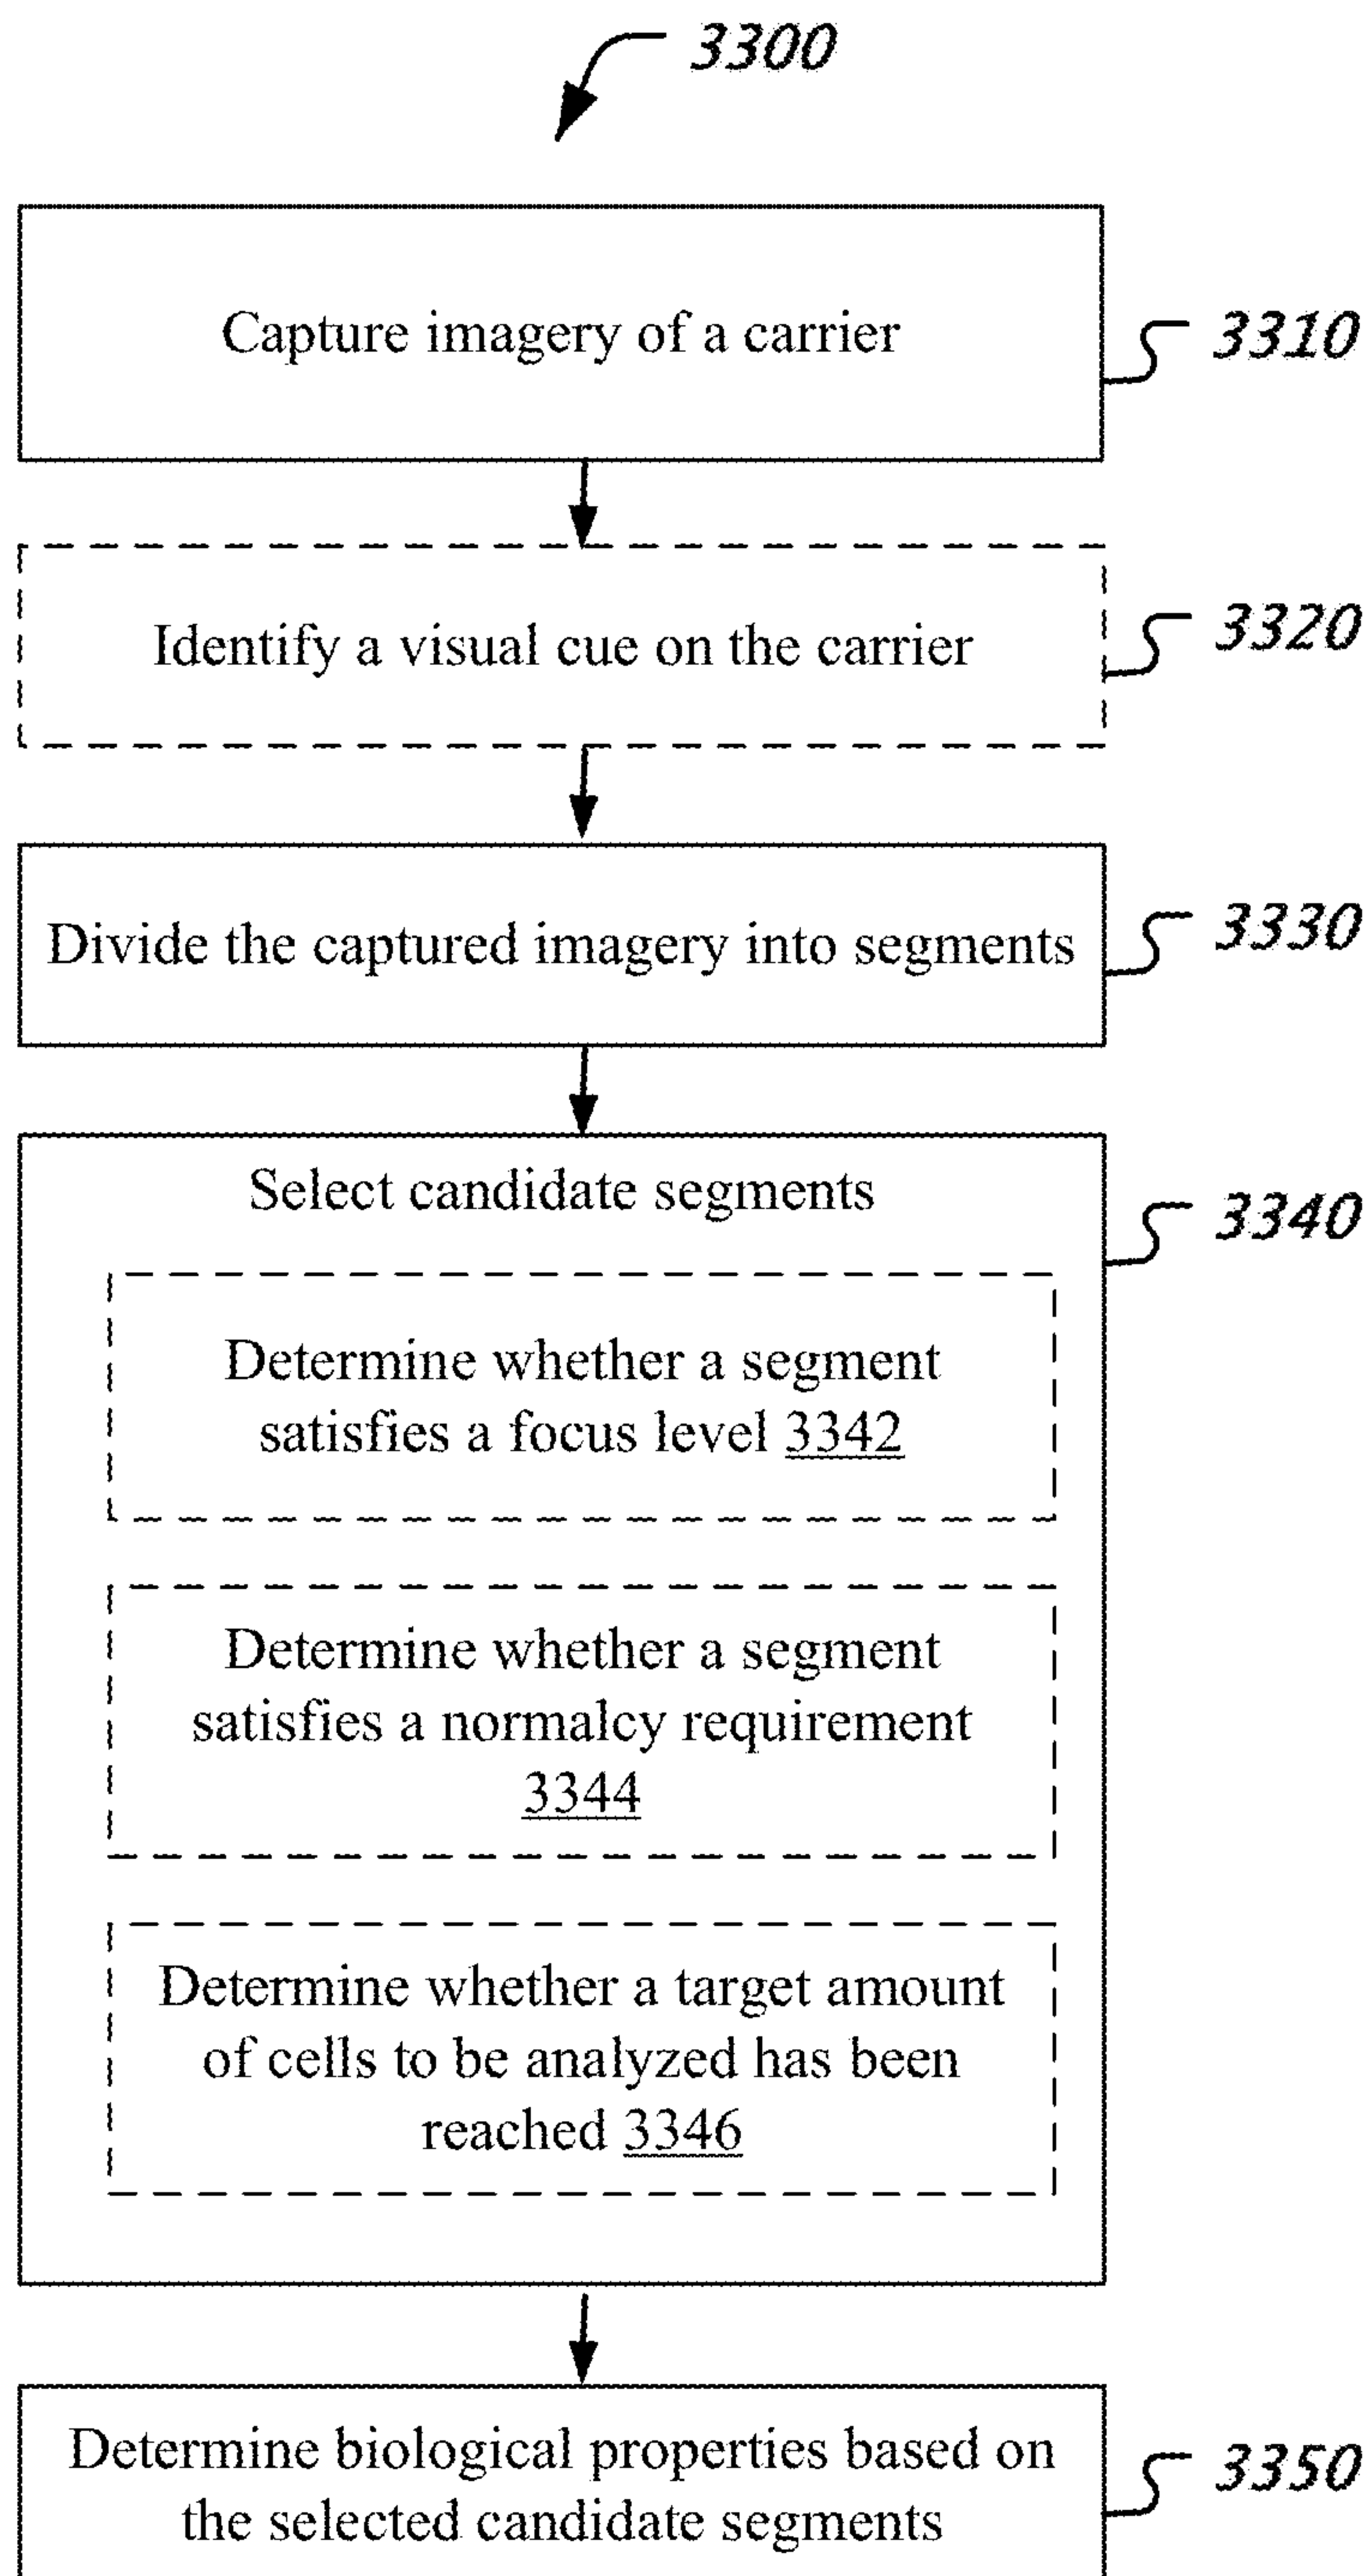 3300
Capture imagery of a carrier
3310
Identify a visual cue on the carrier
3320
Divide the captured imagery into segments
3330
Select candidate segments
3340
Determine whether a segment
satisfies a focus level 3342
Determine whether a segment
satisfies a normalcy requirement
3344
Determine whether a target amount
of cells to be analyzed has been
reached 3346
Determine biological properties based on
the selected candidate segments
3350